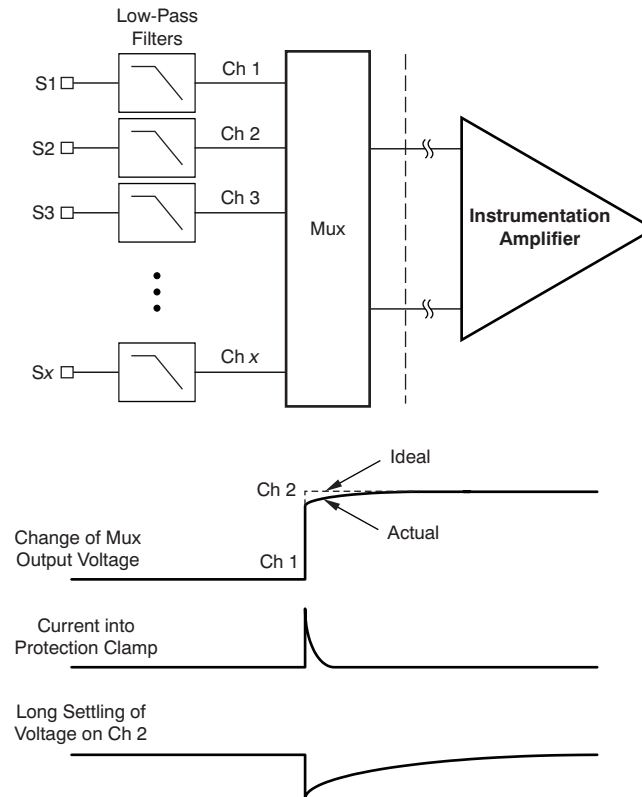 Low-Pass
Filters
S1
Ch 1
S2
Ch 2
S3
Ch 3
Mux
Instrumentation
Amplifier
Sx
Ch x
Ideal
Ch 2
Actual
Change of Mux
Output Voltage
Ch 1
Current into
Protection Clamp
Long Settling of
Voltage on Ch 2